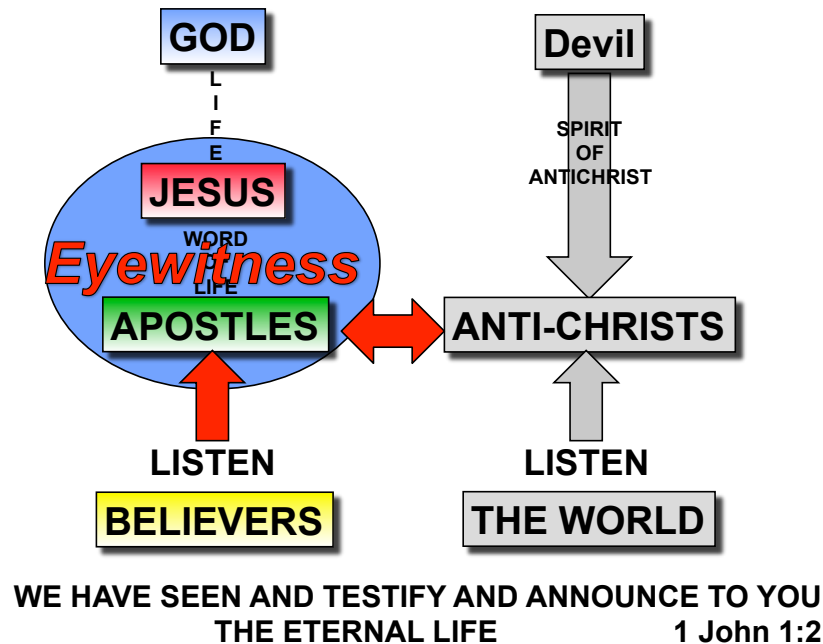 GOD
L
I
F
E
JESUS
WORD
OF
LIFE
Eyewitness
APOSTLES
LISTEN
BELIEVERS
Devil
SPIRIT
OF
ANTICHRIST
ANTI-CHRISTS
LISTEN
THE WORLD
WE HAVE SEEN AND TESTIFY AND ANNOUNCE TO YOU
THE ETERNAL LIFE 1 John 1:2